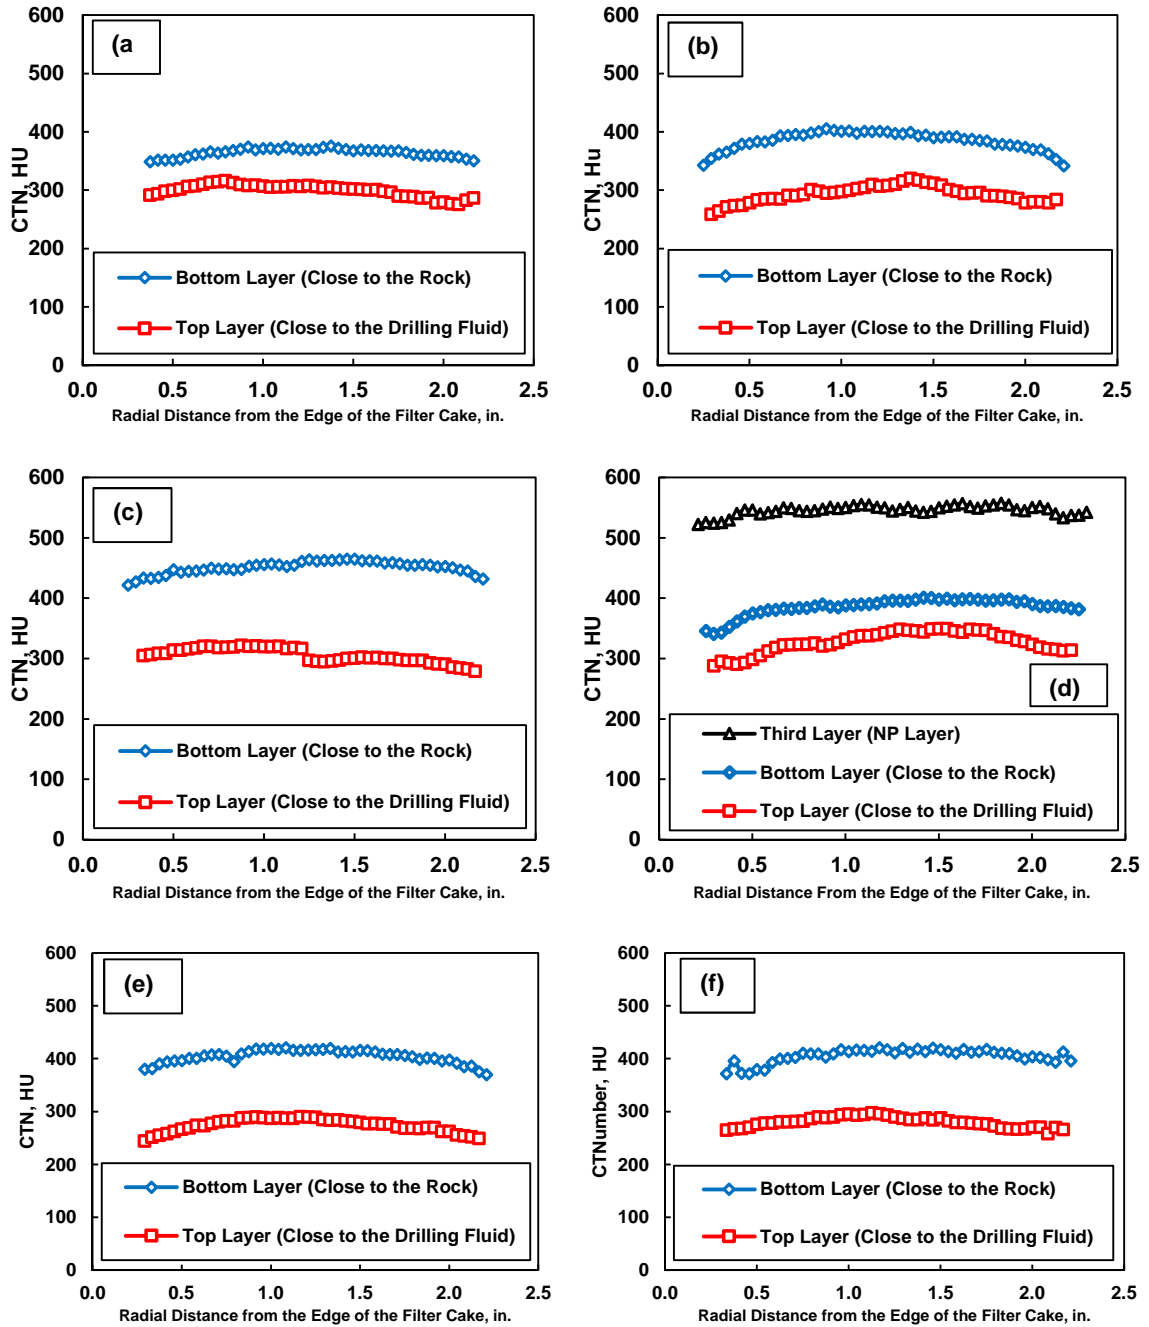 (a
600
500
400
300
200
100
0
CTN, HU
Bottom Layer (Close to the Rock)
Top Layer (Close to the Drilling Fluid)
0.0 0.5 1.0 1.5 2.0 2.5
Radial Distance from the Edge of the Filter Cake, in.
(b)
600
500
400
300
200
100
0
CTN, Hu
Bottom Layer (Close to the Rock)
Top Layer (Close to the Drilling Fluid)
0.0 0.5 1.0 1.5 2.0 2.5
Radial Distance from the Edge of the Filter Cake, in.
(c)
600
500
400
300
200
100
0
CTN, HU
Bottom Layer (Close to the Rock)
Top Layer (Close to the Drilling Fluid)
0.0 0.5 1.0 1.5 2.0 2.5
Radial Distance from the Edge of the Filter Cake, in.
600
500
400
300
200
100
0
CTN, HU
(d)
Third Layer (NP Layer)
Bottom Layer (Close to the Rock)
Top Layer (Close to the Drilling Fluid)
0.0 0.5 1.0 1.5 2.0 2.5
Radial Distance From the Edge of the Filter Cake, in.
(e)
600
500
400
300
200
100
0
CTN, HU
Bottom Layer (Close to the Rock)
Top Layer (Close to the Drilling Fluid)
0.0 0.5 1.0 1.5 2.0 2.5
Radial Distance from the Edge of the Filter Cake, in.
(f)
600
500
400
300
200
100
0
CTNumber, HU
Bottom Layer (Close to the Rock)
Top Layer (Close to the Drilling Fluid)
0.0 0.5 1.0 1.5 2.0 2.5
Radial Distance from the Edge of the Filter Cake, in.